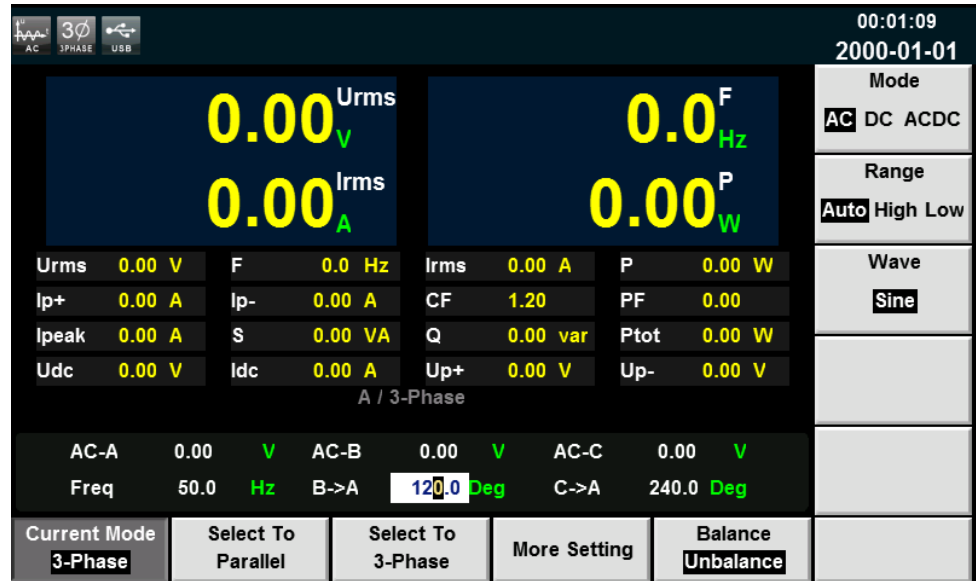 AC 3Ø 3PHASE USB
00:01:09
2000-01-01
0.00 Urms V
0.0 F Hz
0.00 Irms A
0.00 P W
Urms 0.00 V F 0.0 Hz Irms 0.00 A P 0.00 W
Ip+ 0.00 A Ip- 0.00 A CF 1.20 PF 0.00
Ipeak 0.00 A S 0.00 VA Q 0.00 var Ptot 0.00 W
Udc 0.00 V Idc 0.00 A Up+ 0.00 V Up- 0.00 V
A / 3-Phase
AC-A 0.00 V AC-B 0.00 V AC-C 0.00 V
Freq 50.0 Hz B->A 120.0 Deg C->A 240.0 Deg
Mode
AC DC ACDC
Range
Auto High Low
Wave
Sine
Current Mode
3-Phase
Select To
Parallel
Select To
3-Phase
More Setting
Balance
Unbalance